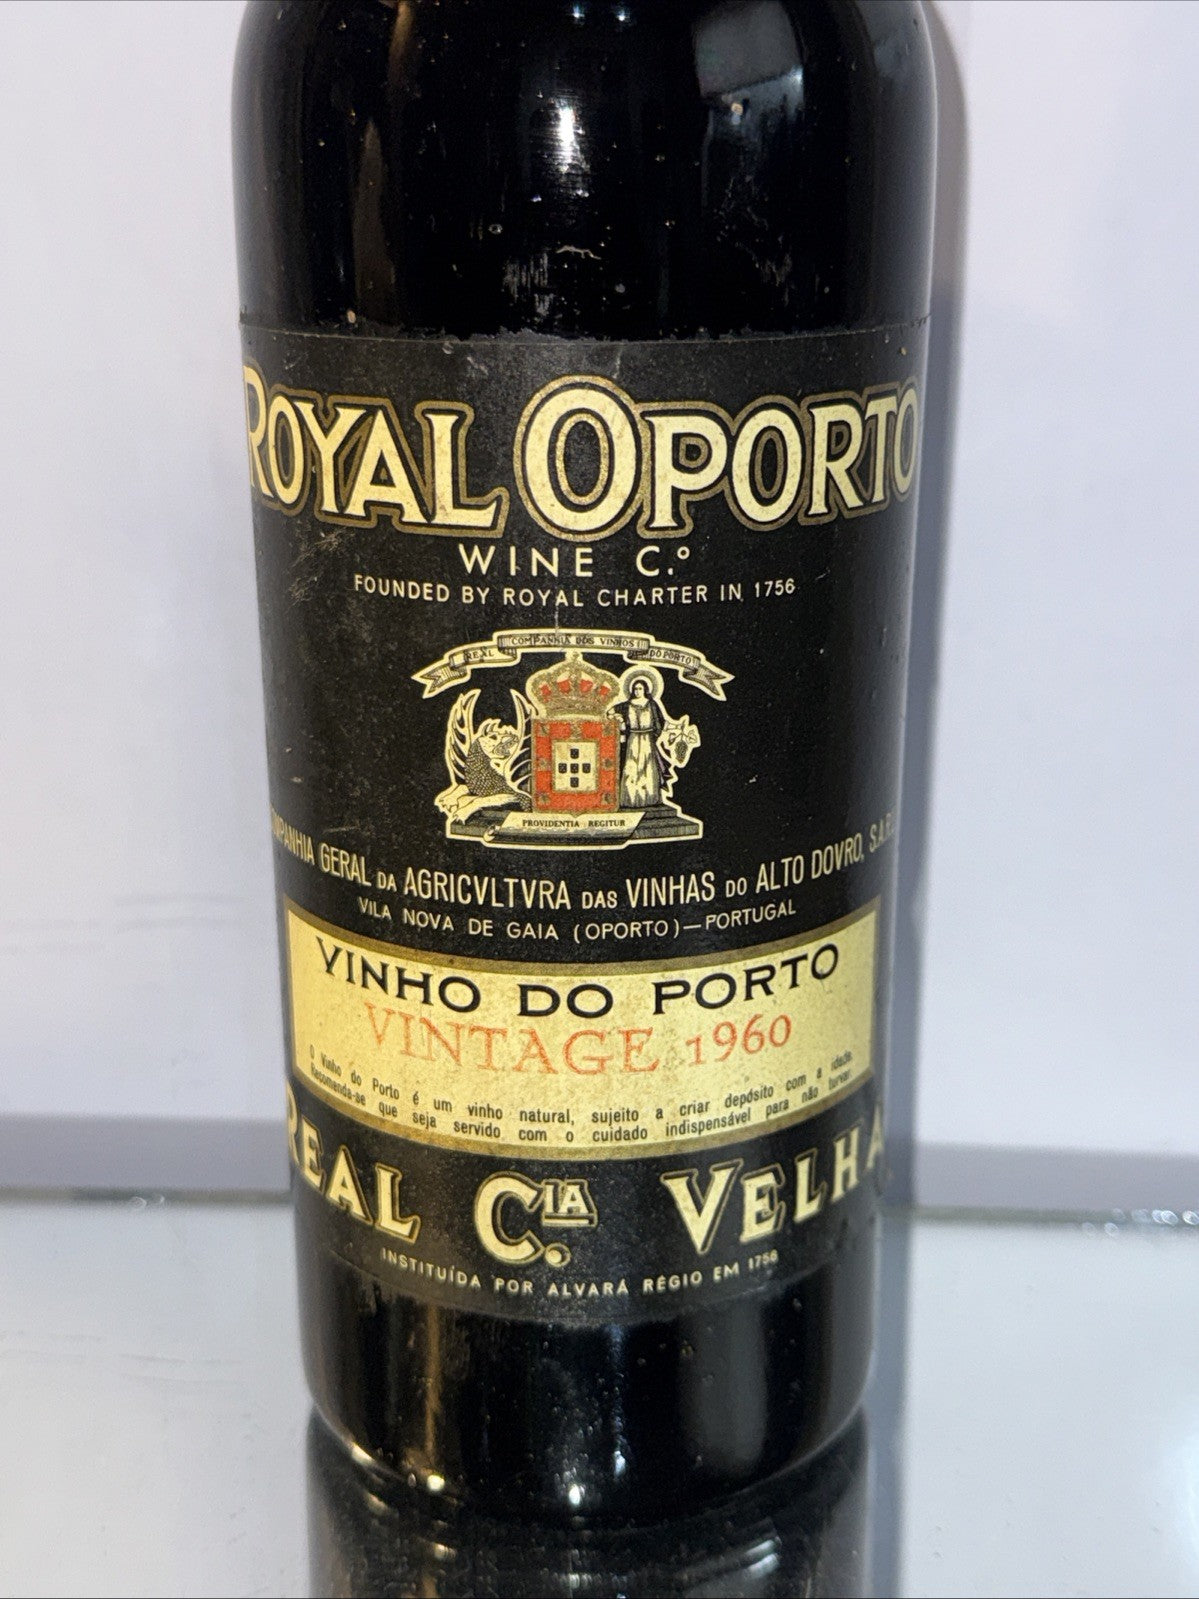 ROYAL OPORTO
WINE C.º
FOUNDED BY ROYAL CHARTER IN 1756
REAL COMPANHIA DOS VINHOS DO PORTO
PROVIDENTIA REGITUR
GERAL DA AGRICVLTVRA DAS VINHAS DO ALTO DOVRO,
VILA NOVA DE GAIA (OPORTO)—PORTUGAL
VINHO DO PORTO
VINTAGE 1960
O Vinho do Porto é um vinho natural, sujeito a criar depósito com a idade.
Recomenda-se que seja servido com o cuidado indispensável para não turvar.
REAL C.IA VELHA
INSTITUÍDA POR ALVARÁ RÉGIO EM 1756